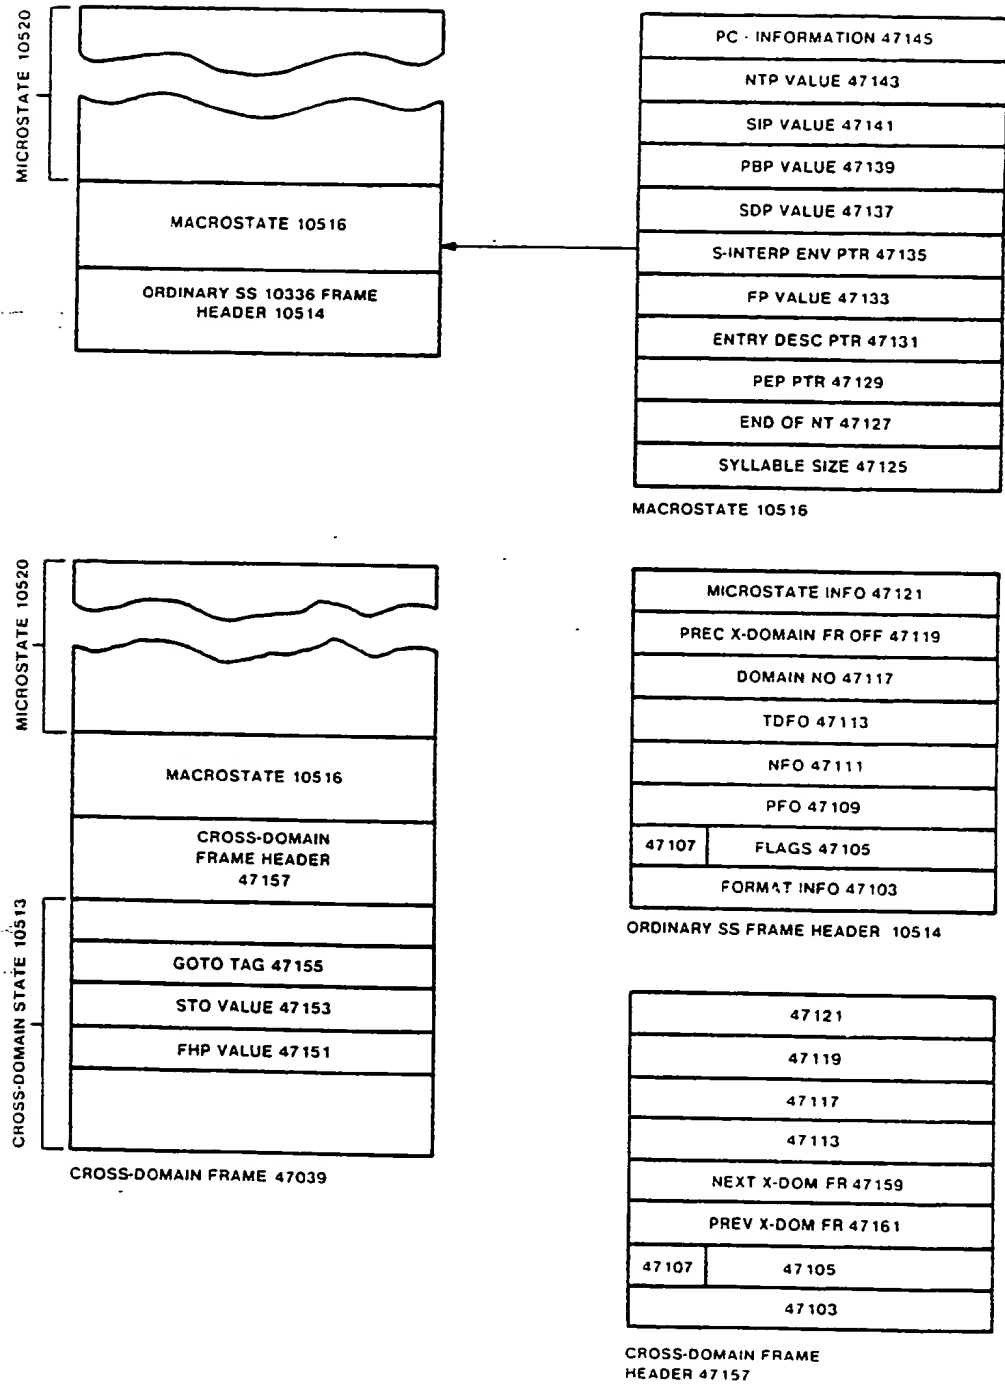 MICROSTATE 10520
MACROSTATE 10516
ORDINARY SS 10336 FRAME
HEADER 10514
PC - INFORMATION 47145
NTP VALUE 47143
SIP VALUE 47141
PBP VALUE 47139
SDP VALUE 47137
S-INTERP ENV PTR 47135
FP VALUE 47133
ENTRY DESC PTR 47131
PEP PTR 47129
END OF NT 47127
SYLLABLE SIZE 47125
MACROSTATE 10516
MICROSTATE 10520
MACROSTATE 10516
CROSS-DOMAIN
FRAME HEADER
47157
CROSS-DOMAIN STATE 10513
GOTO TAG 47155
STO VALUE 47153
FHP VALUE 47151
CROSS-DOMAIN FRAME 47039
MICROSTATE INFO 47121
PREC X-DOMAIN FR OFF 47119
DOMAIN NO 47117
TDFO 47113
NFO 47111
PFO 47109
47107 FLAGS 47105
FORMAT INFO 47103
ORDINARY SS FRAME HEADER 10514
47121
47119
47117
47113
NEXT X-DOM FR 47159
PREV X-DOM FR 47161
47107 47105
47103
CROSS-DOMAIN FRAME
HEADER 47157